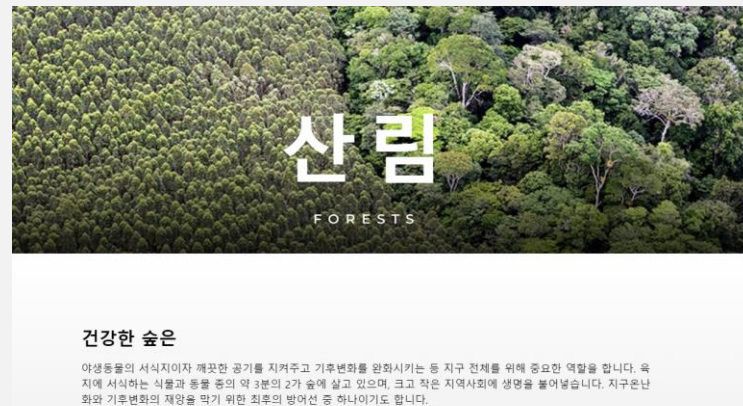 산림
FORESTS
건강한 숲은
야생동물의 서식지이자 깨끗한 공기를 지켜주고 기후변화를 완화시키는 등 지구 전체를 위해 중요한 역할을 합니다. 육
지에 서식하는 식물과 동물 종의 약 3분의 2가 숲에 살고 있으며, 크고 작은 지역사회에 생명을 불어넣습니다. 지구온난
화와 기후변화의 재앙을 막기 위한 최후의 방어선 중 하나이기도 합니다.